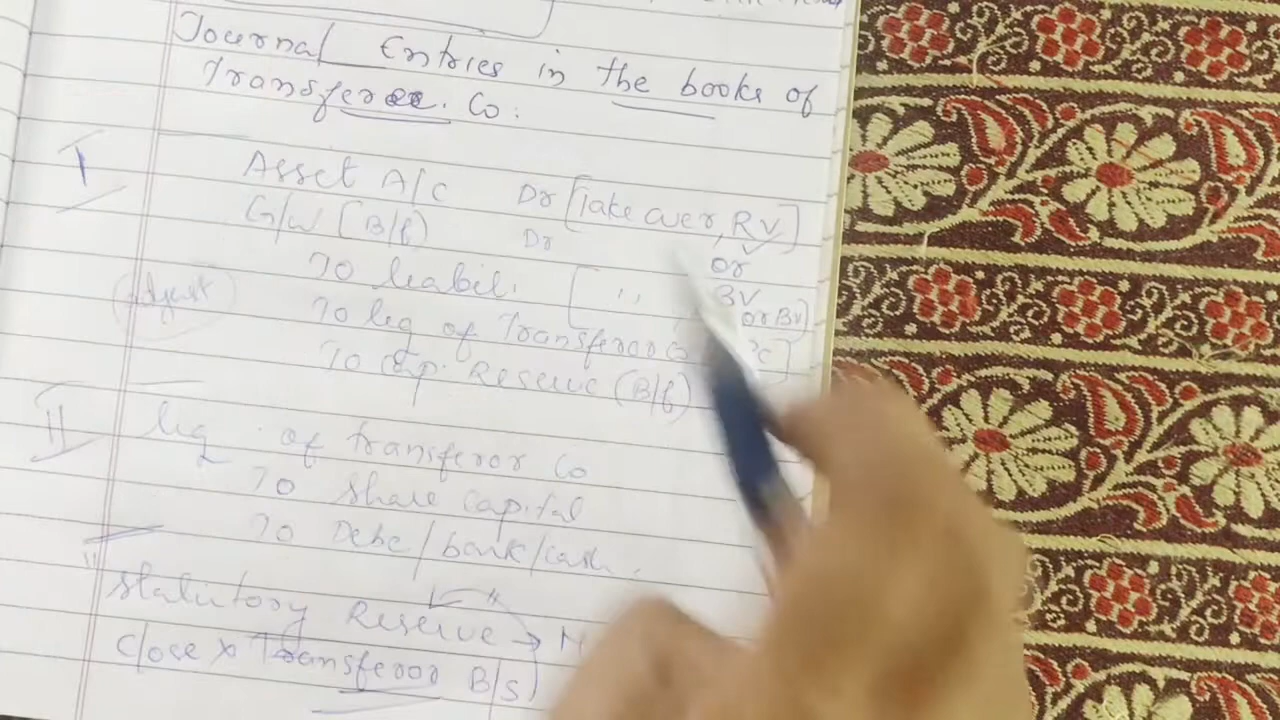 Journal Entries in the books of
Transferee. Co.
I
Asset A/C Dr [Take over, RV]
G/W (B/f) Dr
or
To liabil. [ ,, BV
or BV]
Adjust
To liq of Transferor Co PC]
To Cap. Reserve (B/f)
II liq. of transferor Co
To Share Capital
To Debe/bank/cash.
Statutory Reserve → N
Close x Transferor B/S)